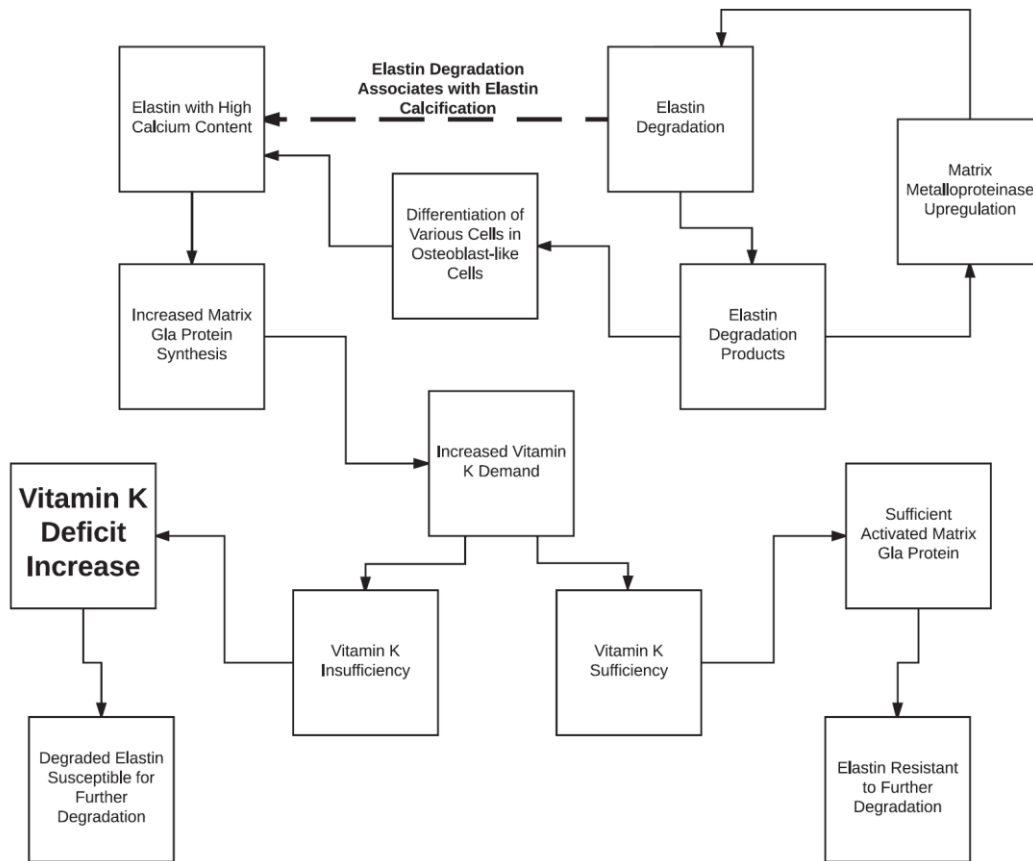 Elastin Degradation
Associates with Elastin
Calcification
Elastin with High
Calcium Content
Elastin
Degradation
Matrix
Metalloproteinase
Upregulation
Differentiation of
Various Cells in
Osteoblast-like
Cells
Increased Matrix
Gla Protein
Synthesis
Elastin
Degradation
Products
Increased Vitamin
K Demand
Vitamin K
Deficit
Increase
Sufficient
Activated Matrix
Gla Protein
Vitamin K
Insufficiency
Vitamin K
Sufficiency
Degraded Elastin
Susceptible for
Further
Degradation
Elastin Resistant
to Further
Degradation